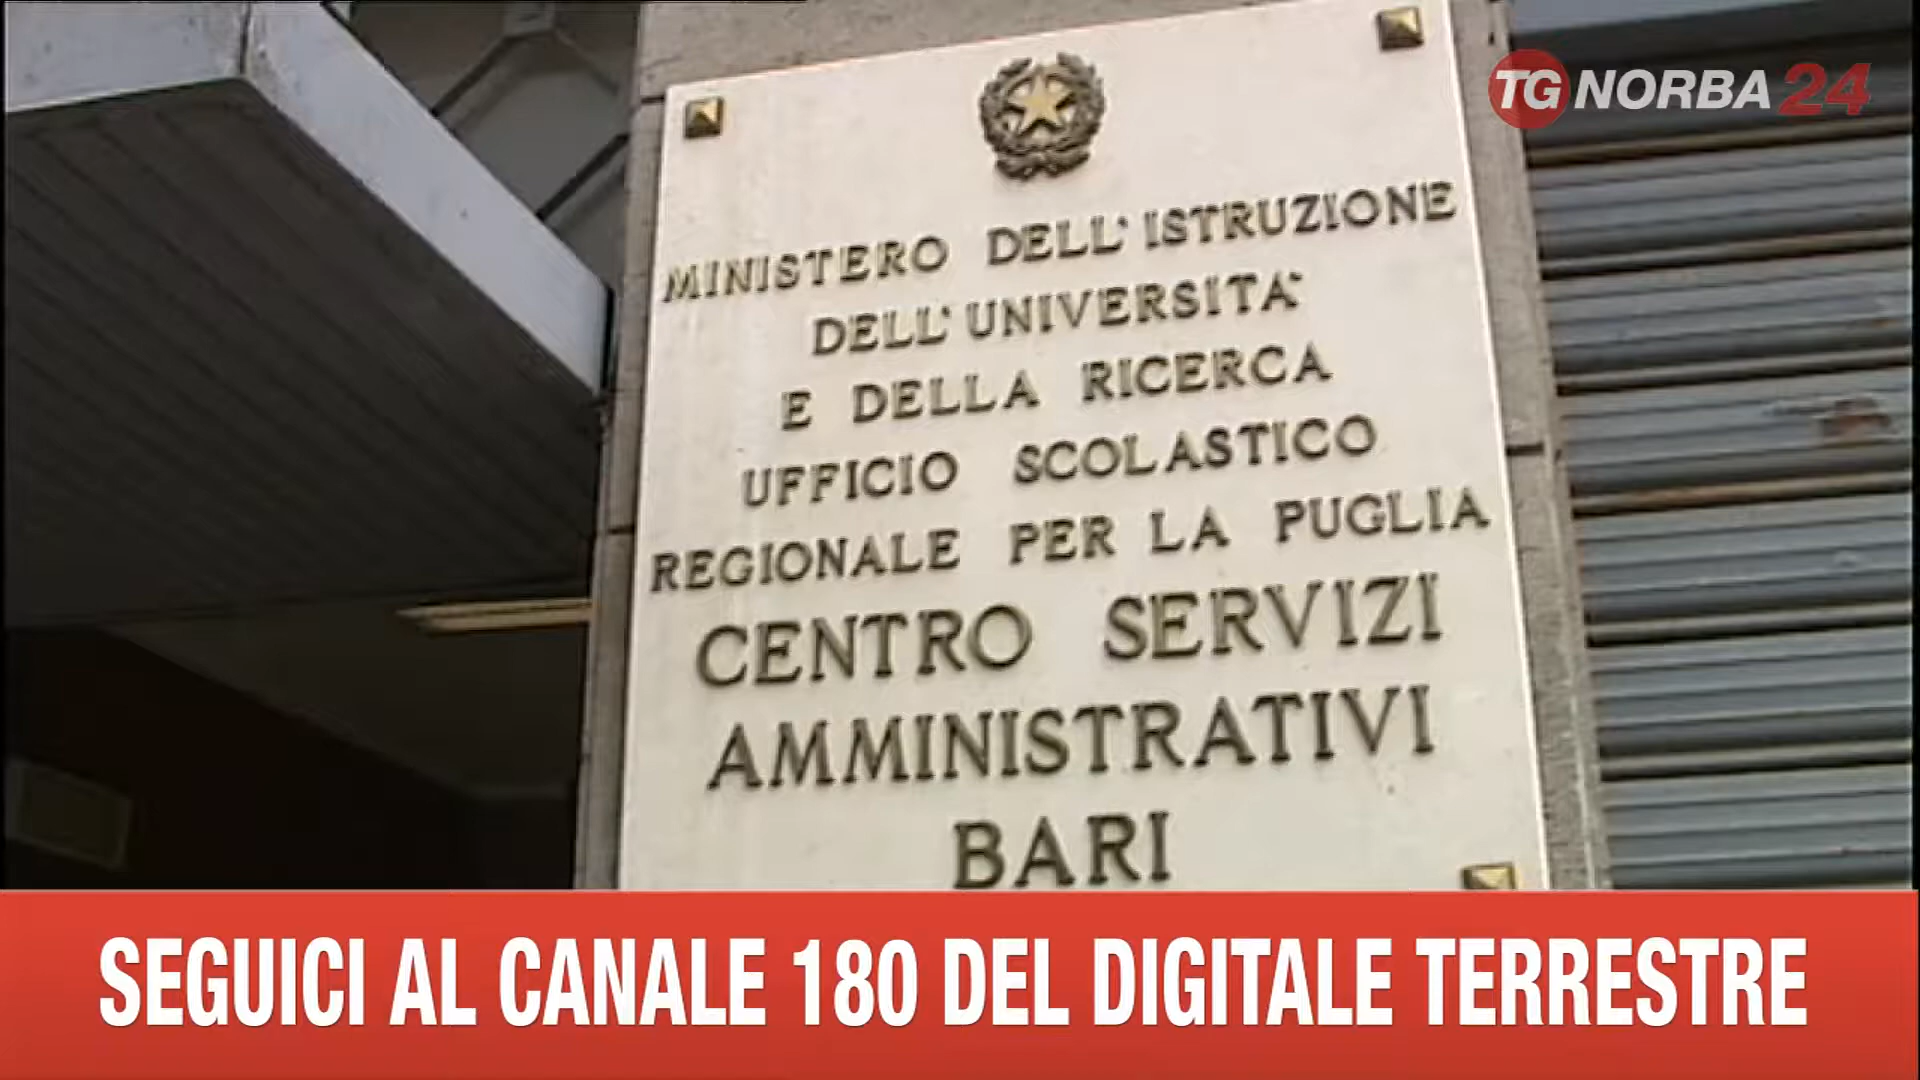 TG NORBA 24
MINISTERO DELL'ISTRUZIONE
DELL'UNIVERSITA'
E DELLA RICERCA
UFFICIO SCOLASTICO
REGIONALE PER LA PUGLIA
CENTRO SERVIZI
AMMINISTRATIVI
BARI
SEGUICI AL CANALE 180 DEL DIGITALE TERRESTRE